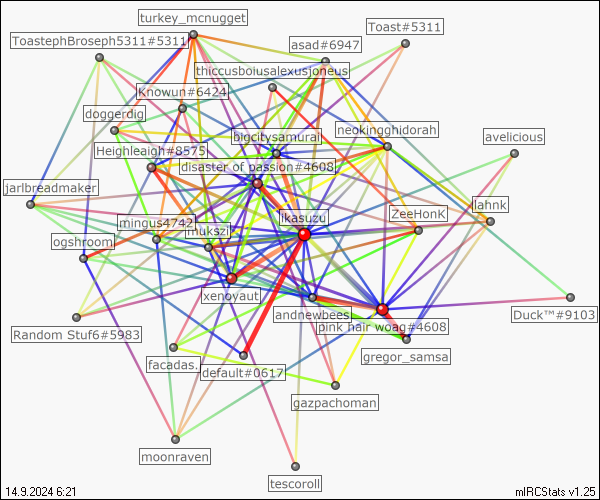 turkey_mcnugget
Toast#5311
ToastephBroseph5311#5311
asad#6947
thiccusboiusalexusjoneus
Knowun#6424
doggerdig
neokingghidorah
bigcitysamurai
avelicious
Heighleaigh#8575
disaster of passion#4608
jarlbreadmaker
lahnk
ZeeHonK
likasuzu
mingus4742
mukszil
ogshroom
xenoyaut
andnewbees
Duck™#9103
pink hair woag#4608
Random Stuf6#5983
gregor_samsa
facadas.
default#0617
gazpachoman
moonraven
tescoroll
14.9.2024 6:21
mIRCStats v1.25